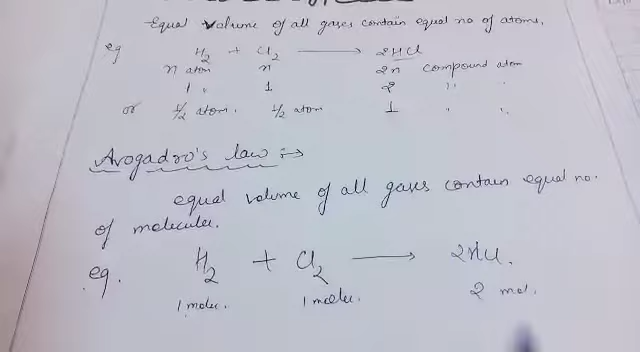 Equal volume of all gases contain equal no of atoms.
eg H2 + Cl2 ⟶ 2HCl
n atom n 2n compound atom
1 " 1 2 " "
or 1/2 atom. 1/2 atom 1 " "
Avogadro's law :→
equal volume of all gases contain equal no.
of molecules.
eg. H2 + Cl2 ⟶ 2HCl.
1 molec. 1 molec. 2 mol.